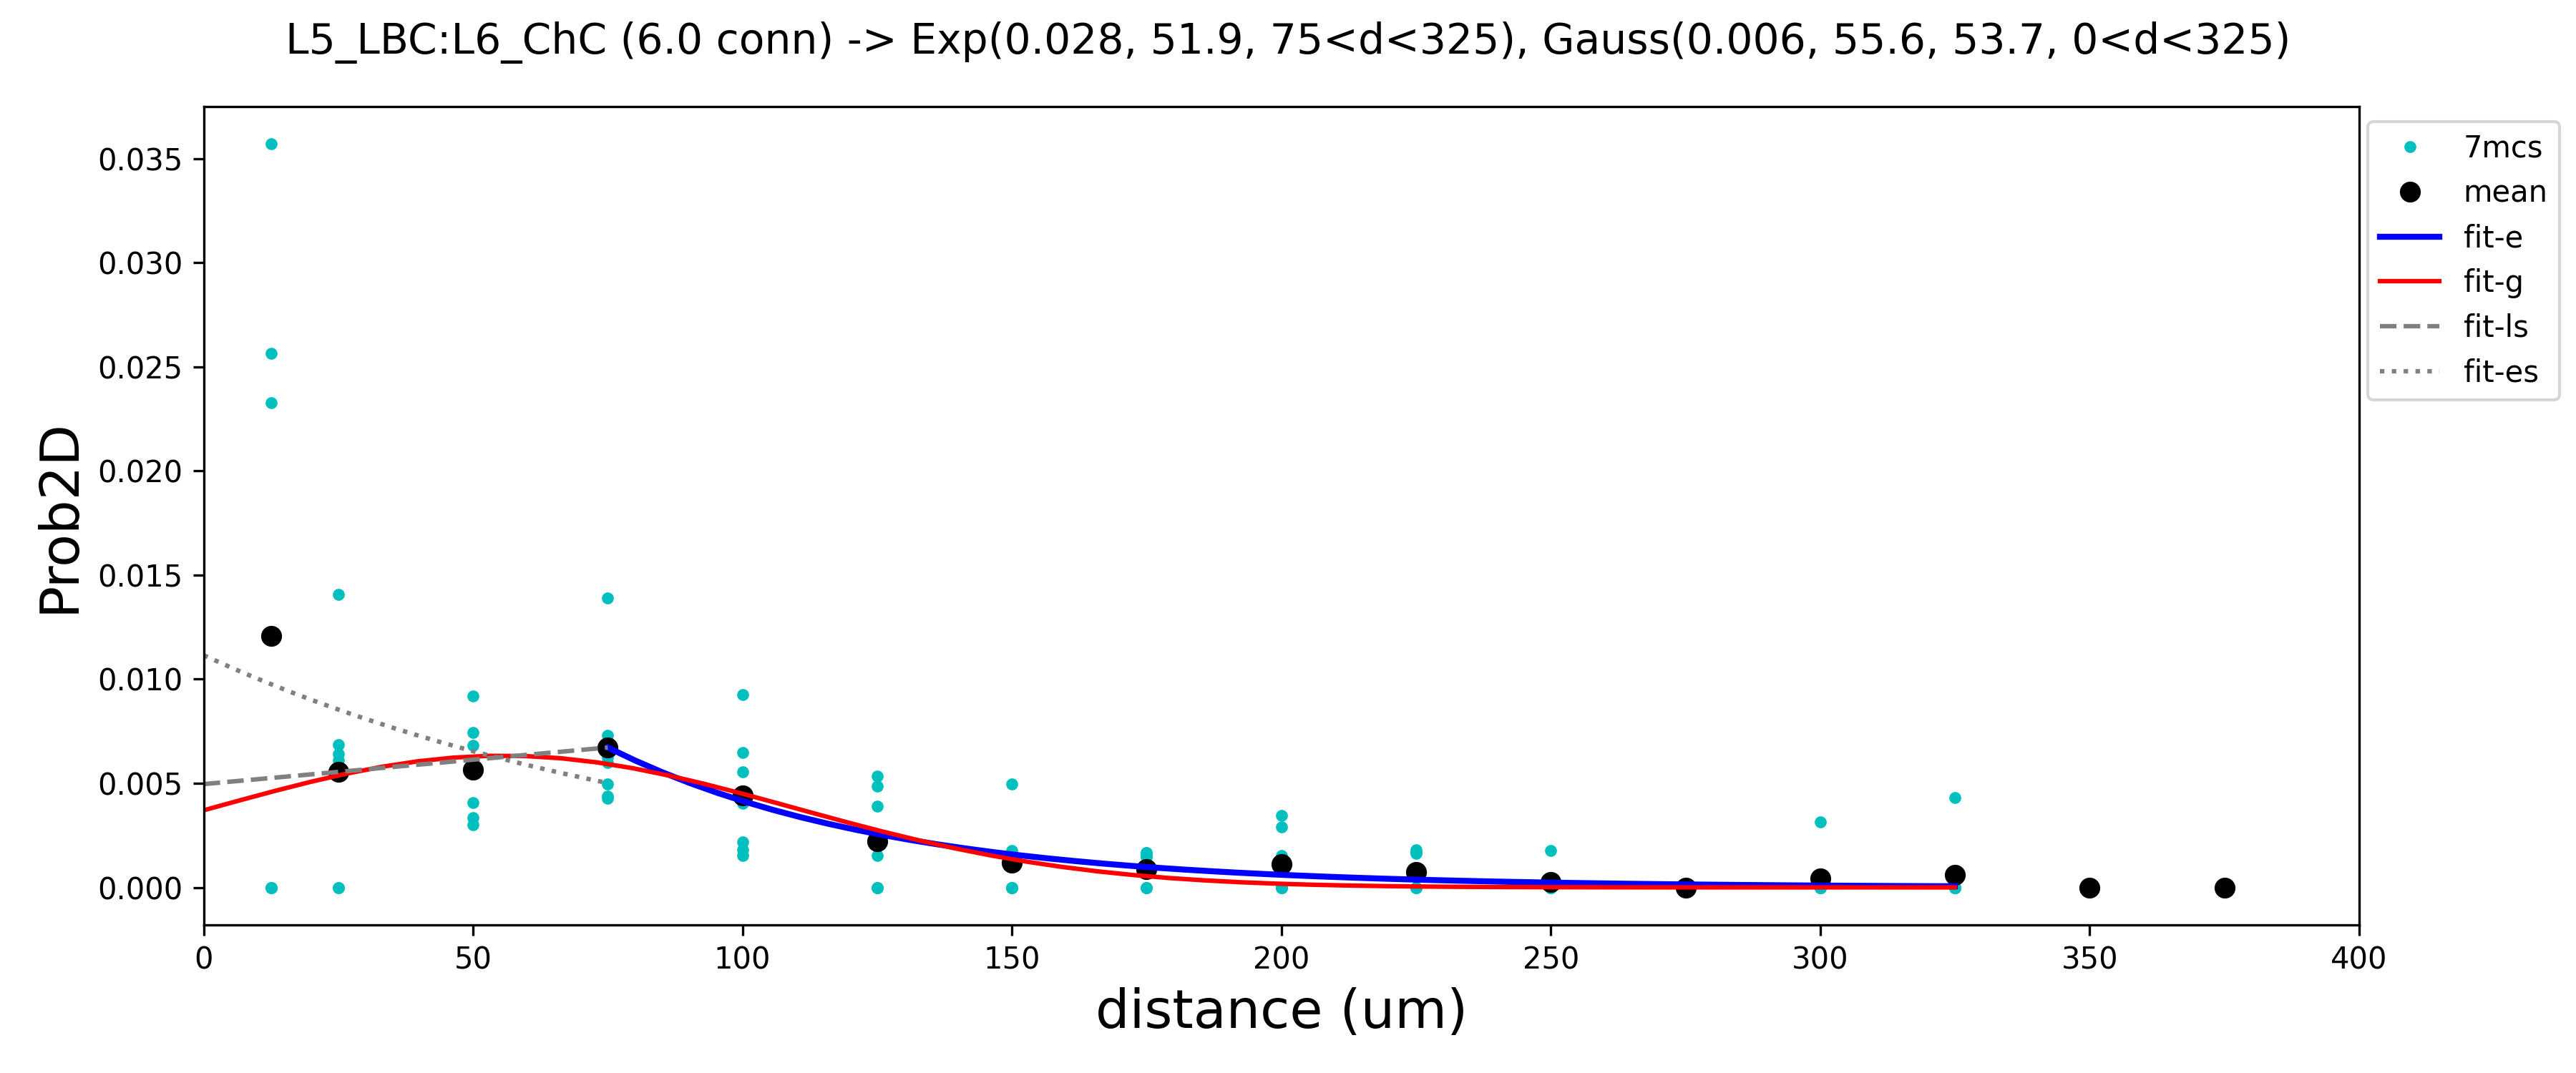 L5_LBC:L6_ChC (6.0 conn) -> Exp(0.028, 51.9, 75<d<325), Gauss(0.006, 55.6, 53.7, 0<d<325)
0.035
0.030
0.025
0.020
0.015
0.010
0.005
0.000
Prob2D
0 50 100 150 200 250 300 350 400
distance (um)
7mcs
mean
fit-e
fit-g
fit-ls
fit-es